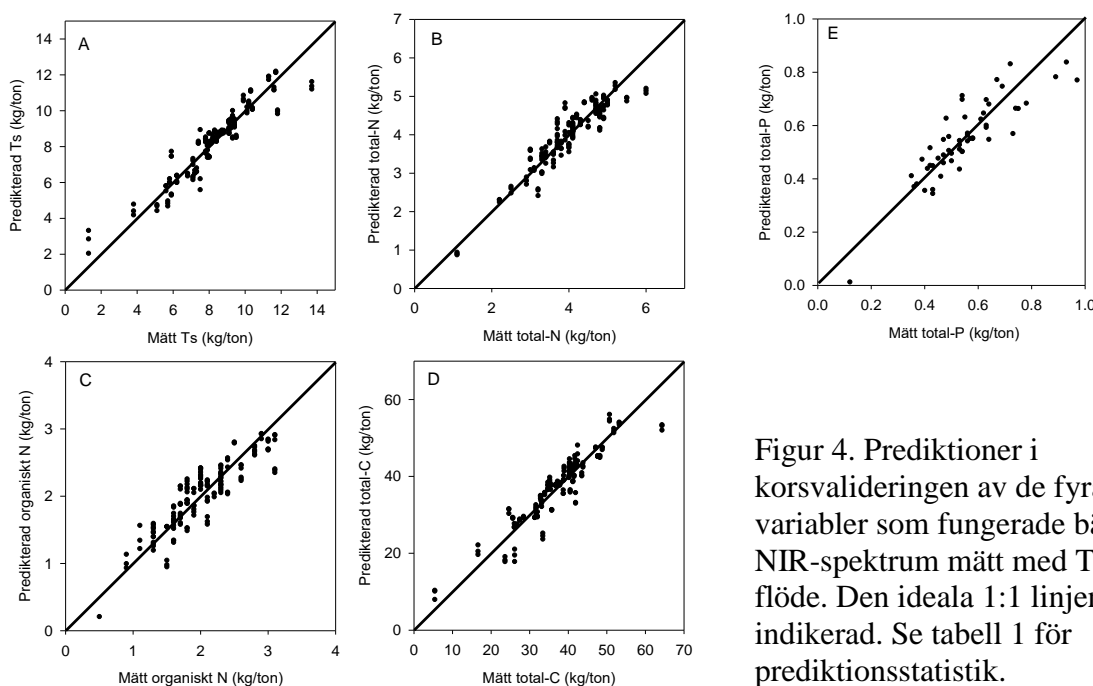 A
Predikterad Ts (kg/ton)
14
12
10
8
6
4
2
0
0 2 4 6 8 10 12 14
Mätt Ts (kg/ton)
B
Predikterad total-N (kg/ton)
7
6
5
4
3
2
1
0
0 2 4 6
Mätt total-N (kg/ton)
E
Predikterad total-P (kg/ton)
1.0
0.8
0.6
0.4
0.2
0.0
0.0 0.2 0.4 0.6 0.8 1.0
Mätt total-P (kg/ton)
C
Predikterad organiskt N (kg/ton)
4
3
2
1
0
0 1 2 3 4
Mätt organiskt N (kg/ton)
D
Predikterad total-C (kg/ton)
60
40
20
0
0 10 20 30 40 50 60 70
Mätt total-C (kg/ton)
Figur 4. Prediktioner i
korsvalideringen av de fyra
variabler som fungerade bä
NIR-spektrum mätt med T
flöde. Den ideala 1:1 linjen
indikerad. Se tabell 1 för
prediktionsstatistik.